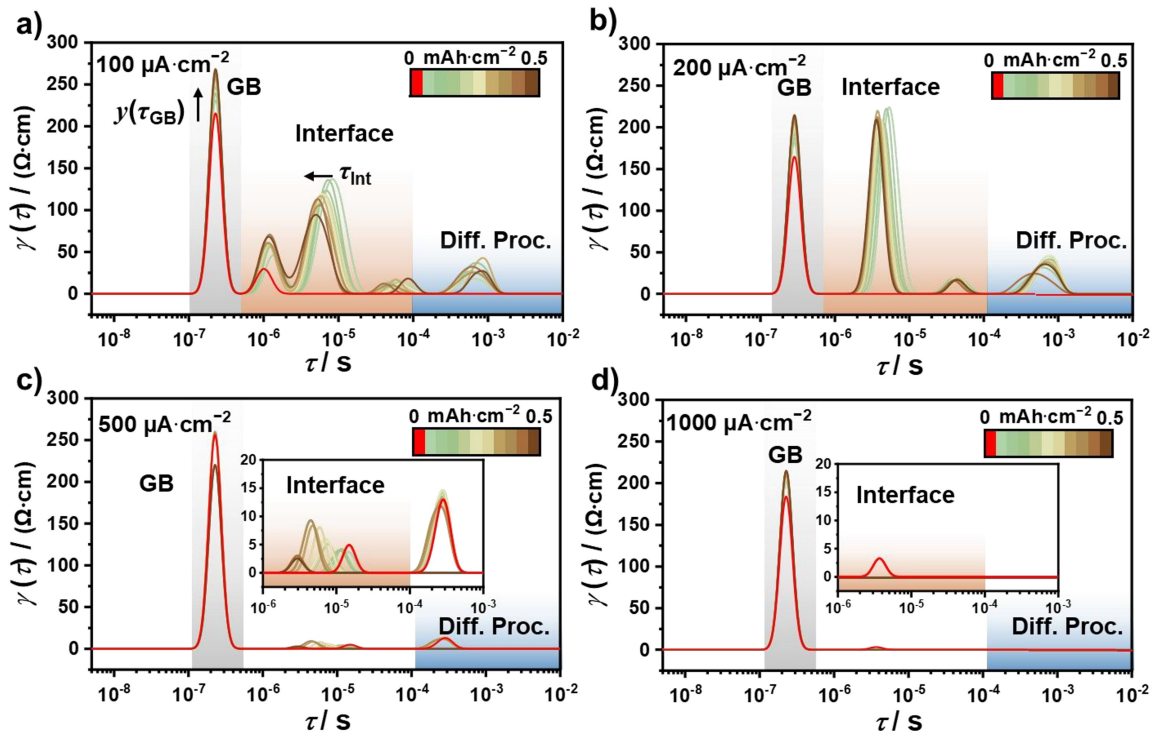 a)
300
250
200
150
100
50
0
γ (τ) / (Ω·cm)
100 μA·cm⁻²
0 mAh·cm⁻² 0.5
GB
y(τGB)
Interface
τInt
Diff. Proc.
10⁻⁸ 10⁻⁷ 10⁻⁶ 10⁻⁵ 10⁻⁴ 10⁻³ 10⁻²
τ / s
b)
300
250
200
150
100
50
0
γ (τ) / (Ω·cm)
200 μA·cm⁻²
0 mAh·cm⁻² 0.5
GB
Interface
Diff. Proc.
10⁻⁸ 10⁻⁷ 10⁻⁶ 10⁻⁵ 10⁻⁴ 10⁻³ 10⁻²
τ / s
c)
300
250
200
150
100
50
0
γ (τ) / (Ω·cm)
500 μA·cm⁻²
0 mAh·cm⁻² 0.5
GB
20
15
10
5
0
Interface
10⁻⁶ 10⁻⁵ 10⁻⁴ 10⁻³
Diff. Proc.
10⁻⁸ 10⁻⁷ 10⁻⁶ 10⁻⁵ 10⁻⁴ 10⁻³ 10⁻²
τ / s
d)
300
250
200
150
100
50
0
γ (τ) / (Ω·cm)
1000 μA·cm⁻²
0 mAh·cm⁻² 0.5
GB
20
15
10
5
0
Interface
10⁻⁶ 10⁻⁵ 10⁻⁴ 10⁻³
Diff. Proc.
10⁻⁸ 10⁻⁷ 10⁻⁶ 10⁻⁵ 10⁻⁴ 10⁻³ 10⁻²
τ / s